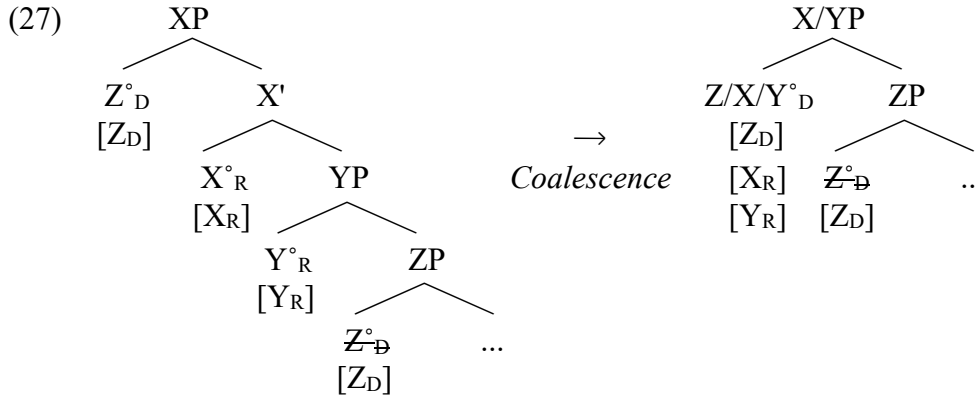 (27) XP X/YP
Z°D X' Z/X/Y°D ZP
[ZD] → [ZD]
X°R YP Coalescence [XR] Z°D ..
[XR] [YR] [ZD]
Y°R ZP
[YR]
Z°D ...
[ZD]